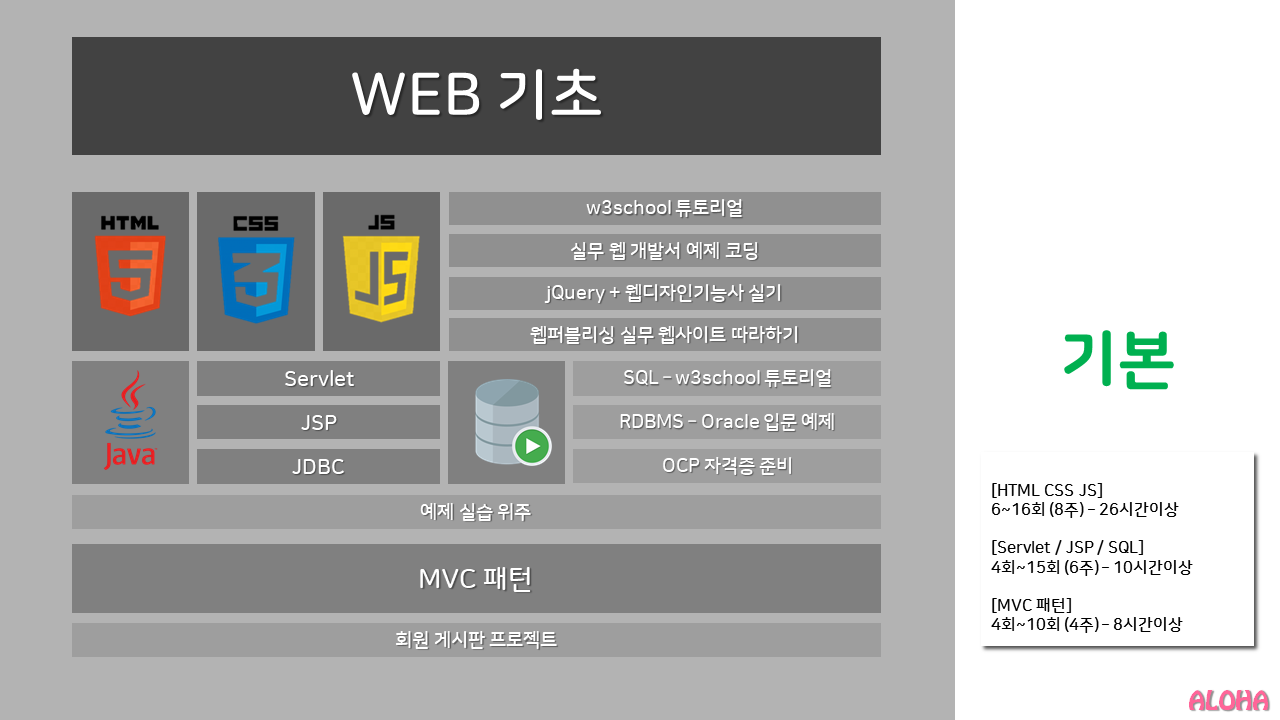 WEB 기초
HTML
CSS
JS
w3school 튜토리얼
실무 웹 개발서 예제 코딩
jQuery + 웹디자인기능사 실기
웹퍼블리싱 실무 웹사이트 따라하기
5
3
JS
Java
Servlet
JSP
JDBC
SQL – w3school 튜토리얼
RDBMS – Oracle 입문 예제
OCP 자격증 준비
예제 실습 위주
MVC 패턴
회원 게시판 프로젝트
기본
[HTML CSS JS]
6~16회 (8주) – 26시간이상
[Servlet / JSP / SQL]
4회~15회 (6주) – 10시간이상
[MVC 패턴]
4회~10회 (4주) – 8시간이상
ALOHA